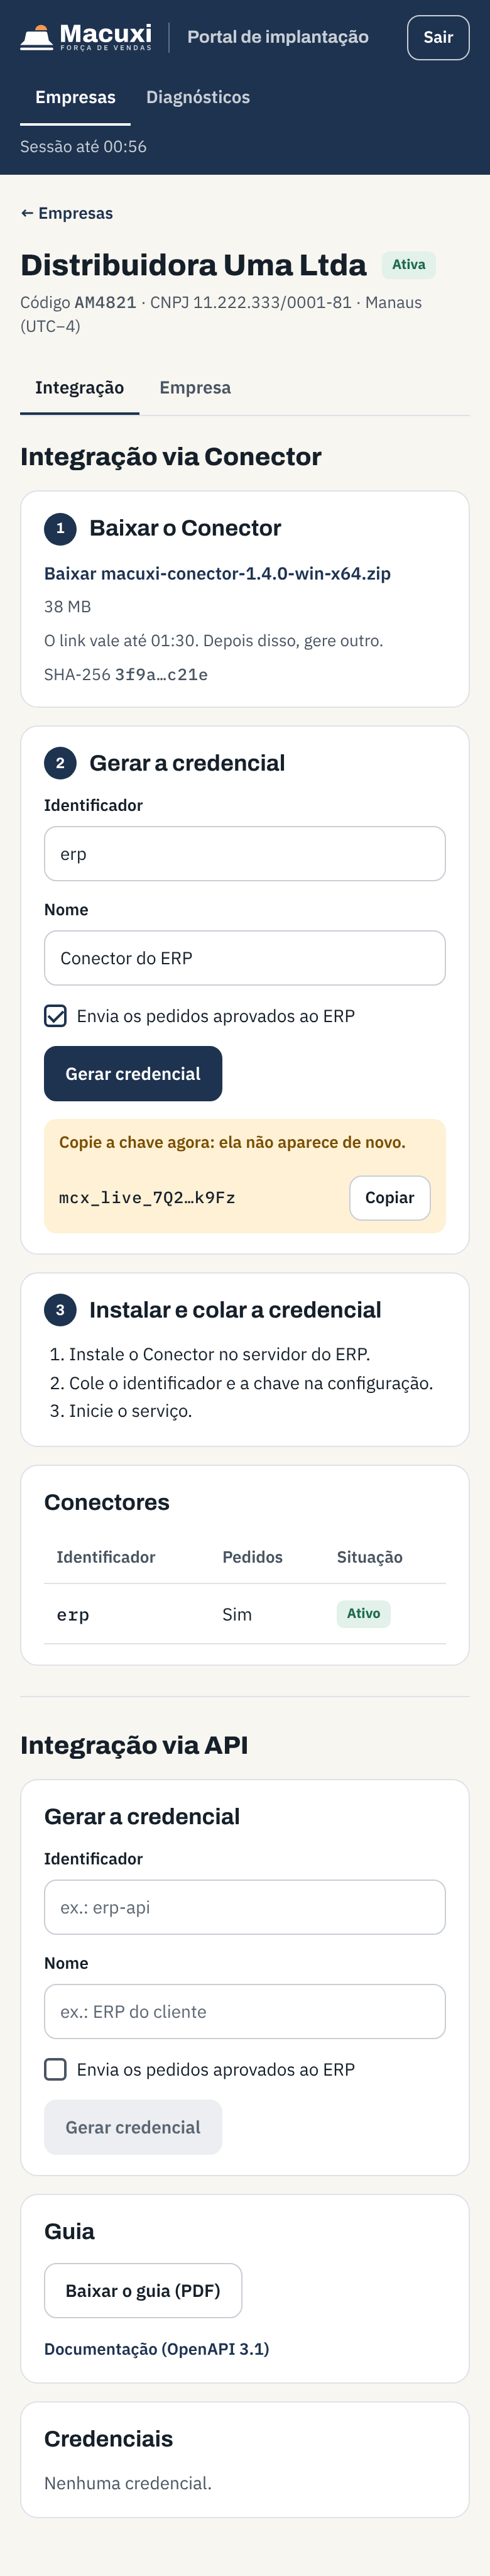 Macuxi
FORÇA DE VENDAS
Portal de implantação
Sair
Empresas
Diagnósticos
Sessão até 00:56
← Empresas
Distribuidora Uma Ltda
Ativa
Código AM4821 · CNPJ 11.222.333/0001-81 · Manaus
(UTC−4)
Integração
Empresa
Integração via Conector
1
Baixar o Conector
Baixar macuxi-conector-1.4.0-win-x64.zip
38 MB
O link vale até 01:30. Depois disso, gere outro.
SHA-256 3f9a…c21e
2
Gerar a credencial
Identificador
erp
Nome
Conector do ERP
Envia os pedidos aprovados ao ERP
Gerar credencial
Copie a chave agora: ela não aparece de novo.
mcx_live_7Q2…k9Fz
Copiar
3
Instalar e colar a credencial
1. Instale o Conector no servidor do ERP.
2. Cole o identificador e a chave na configuração.
3. Inicie o serviço.
Conectores
Identificador
Pedidos
Situação
erp
Sim
Ativo
Integração via API
Gerar a credencial
Identificador
ex.: erp-api
Nome
ex.: ERP do cliente
Envia os pedidos aprovados ao ERP
Gerar credencial
Guia
Baixar o guia (PDF)
Documentação (OpenAPI 3.1)
Credenciais
Nenhuma credencial.